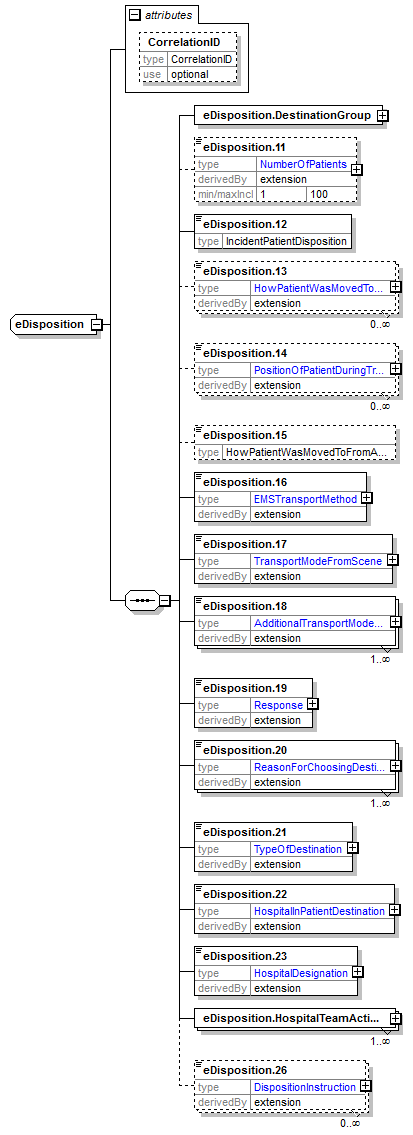 attributes
CorrelationID
type CorrelationID
use optional
eDisposition
eDisposition.DestinationGroup
eDisposition.11
type NumberOfPatients
derivedBy extension
min/maxIncl 1 100
eDisposition.12
type IncidentPatientDisposition
eDisposition.13
type HowPatientWasMovedTo...
derivedBy extension
0..∞
eDisposition.14
type PositionOfPatientDuringTr...
derivedBy extension
0..∞
eDisposition.15
type HowPatientWasMovedToFromA...
eDisposition.16
type EMSTransportMethod
derivedBy extension
eDisposition.17
type TransportModeFromScene
derivedBy extension
eDisposition.18
type AdditionalTransportMode...
derivedBy extension
1..∞
eDisposition.19
type Response
derivedBy extension
eDisposition.20
type ReasonForChoosingDesti...
derivedBy extension
1..∞
eDisposition.21
type TypeOfDestination
derivedBy extension
eDisposition.22
type HospitalInPatientDestination
derivedBy extension
eDisposition.23
type HospitalDesignation
derivedBy extension
eDisposition.HospitalTeamActi...
1..∞
eDisposition.26
type DispositionInstruction
derivedBy extension
0..∞